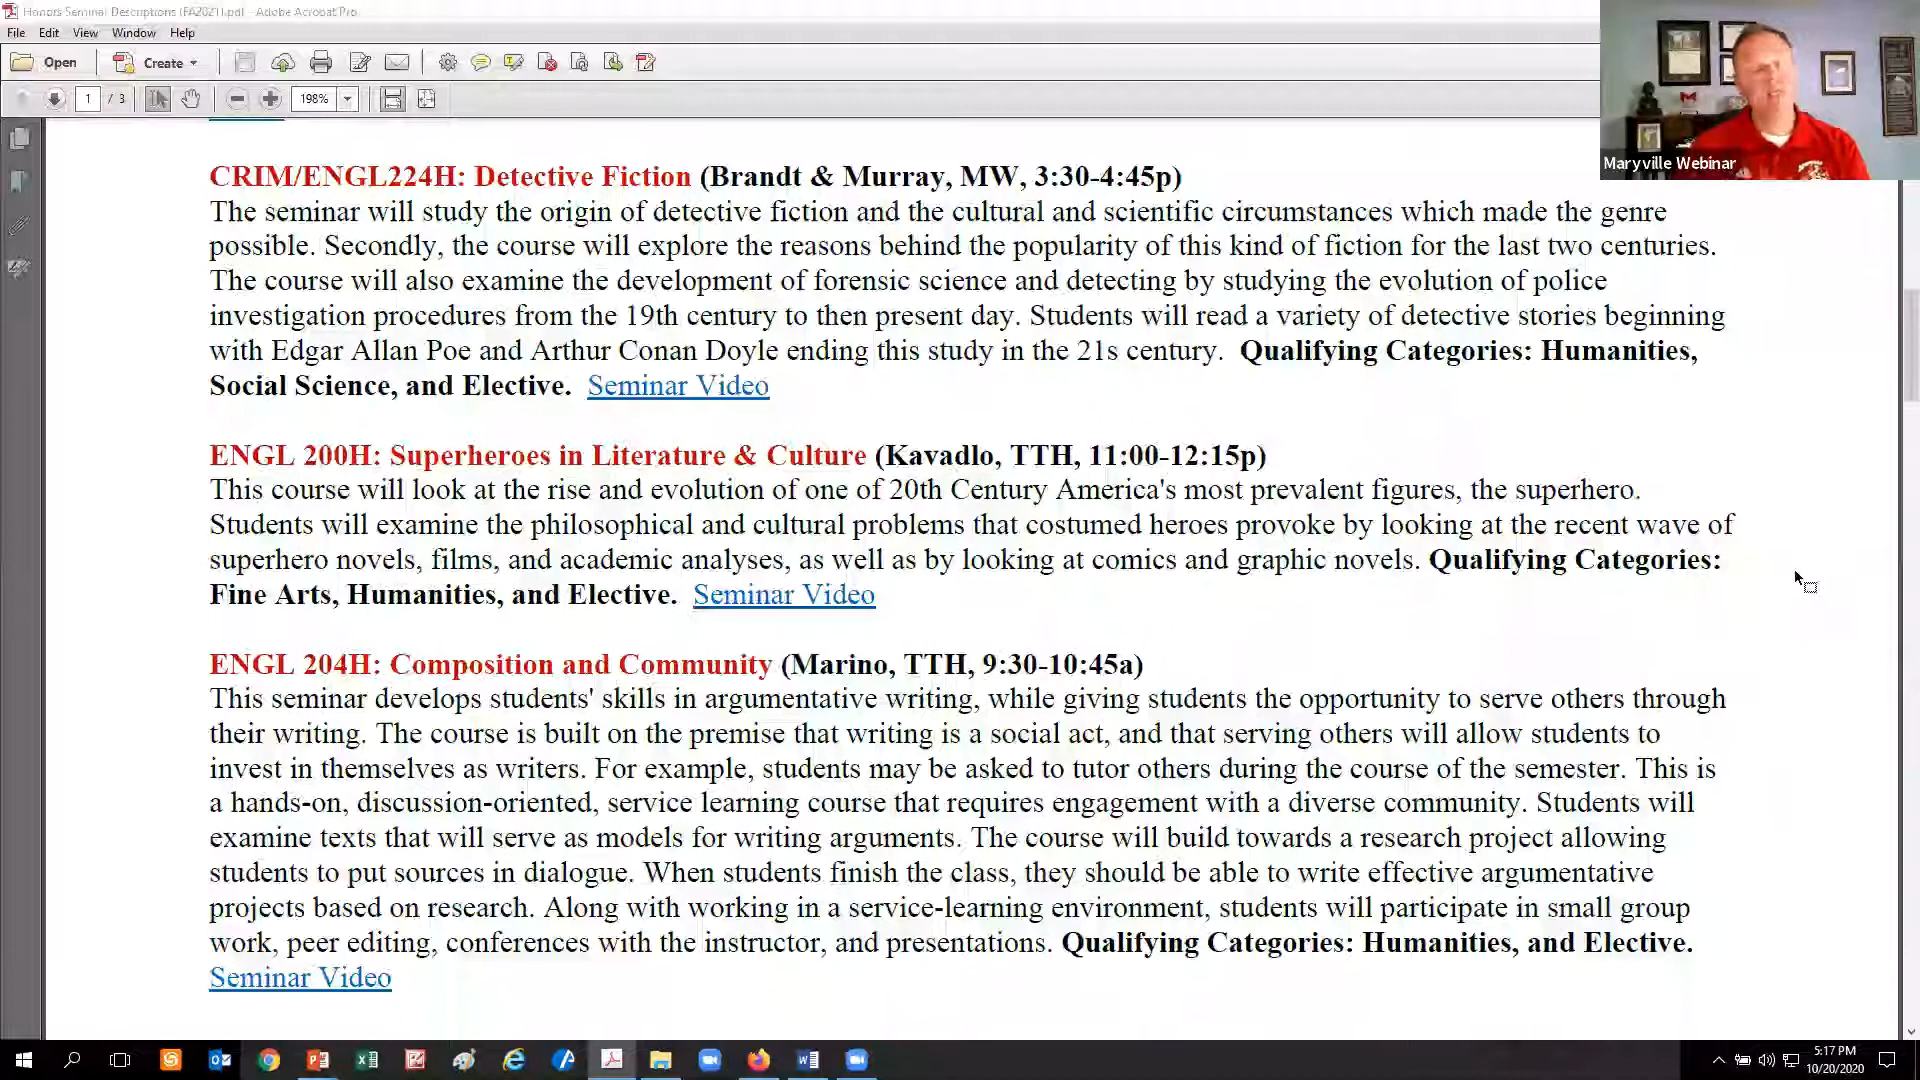 Honors Seminar Descriptions (FA2021).pdf - Adobe Acrobat Pro
File Edit View Window Help
Open Create
1 / 3 198%
Maryville Webinar
CRIM/ENGL224H: Detective Fiction (Brandt & Murray, MW, 3:30-4:45p)
The seminar will study the origin of detective fiction and the cultural and scientific circumstances which made the genre
possible. Secondly, the course will explore the reasons behind the popularity of this kind of fiction for the last two centuries.
The course will also examine the development of forensic science and detecting by studying the evolution of police
investigation procedures from the 19th century to then present day. Students will read a variety of detective stories beginning
with Edgar Allan Poe and Arthur Conan Doyle ending this study in the 21s century. Qualifying Categories: Humanities,
Social Science, and Elective. Seminar Video
ENGL 200H: Superheroes in Literature & Culture (Kavadlo, TTH, 11:00-12:15p)
This course will look at the rise and evolution of one of 20th Century America's most prevalent figures, the superhero.
Students will examine the philosophical and cultural problems that costumed heroes provoke by looking at the recent wave of
superhero novels, films, and academic analyses, as well as by looking at comics and graphic novels. Qualifying Categories:
Fine Arts, Humanities, and Elective. Seminar Video
ENGL 204H: Composition and Community (Marino, TTH, 9:30-10:45a)
This seminar develops students' skills in argumentative writing, while giving students the opportunity to serve others through
their writing. The course is built on the premise that writing is a social act, and that serving others will allow students to
invest in themselves as writers. For example, students may be asked to tutor others during the course of the semester. This is
a hands-on, discussion-oriented, service learning course that requires engagement with a diverse community. Students will
examine texts that will serve as models for writing arguments. The course will build towards a research project allowing
students to put sources in dialogue. When students finish the class, they should be able to write effective argumentative
projects based on research. Along with working in a service-learning environment, students will participate in small group
work, peer editing, conferences with the instructor, and presentations. Qualifying Categories: Humanities, and Elective.
Seminar Video
5:17 PM
10/20/2020